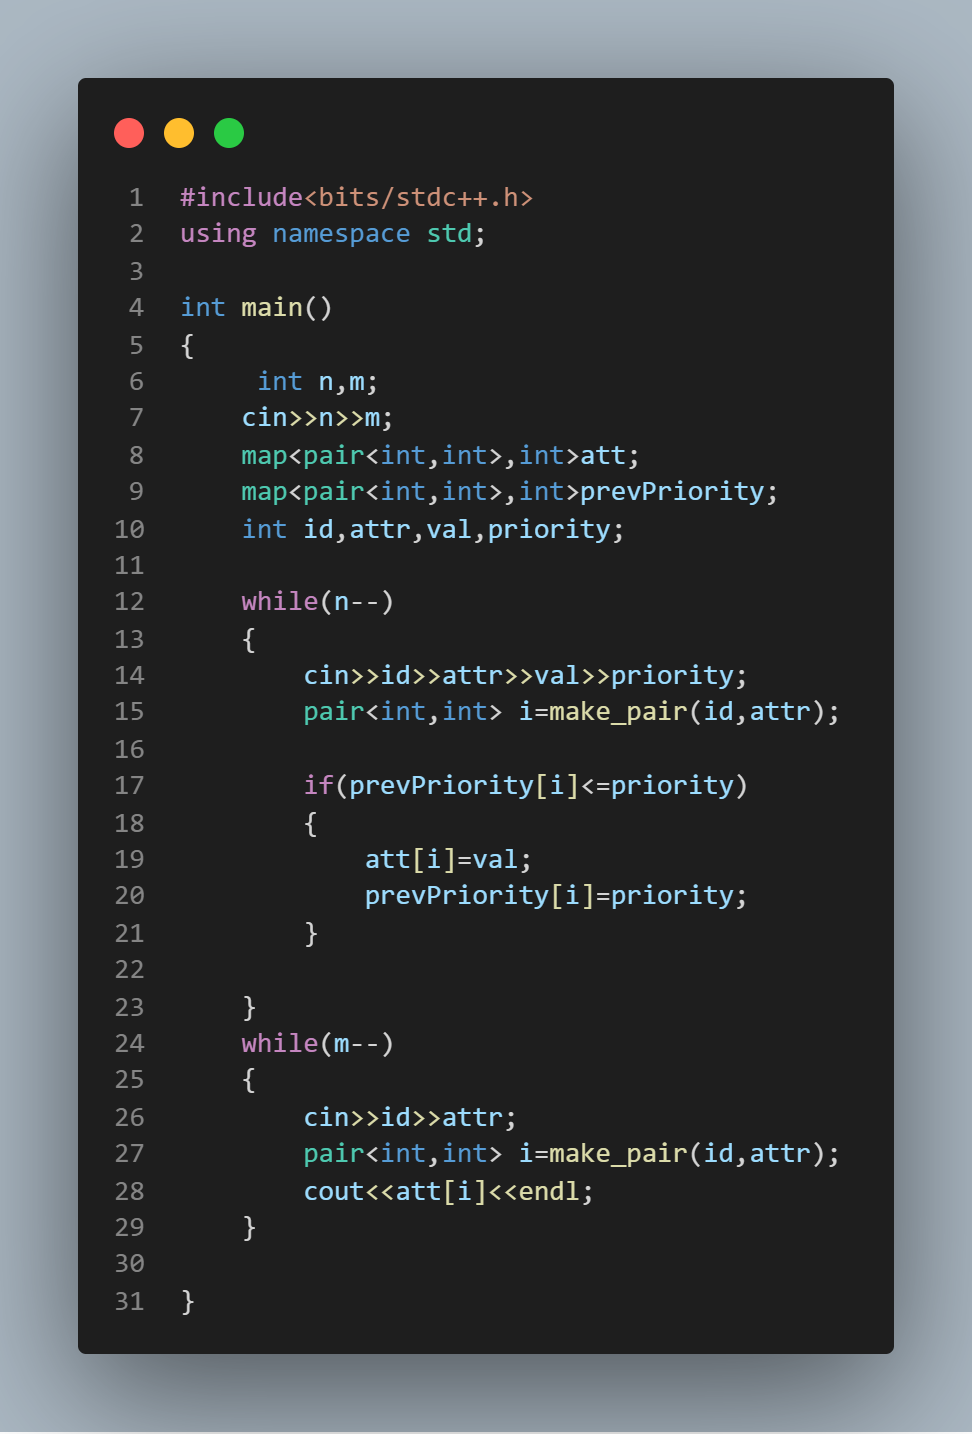 1 #include<bits/stdc++.h>
2 using namespace std;
3
4 int main()
5 {
6      int n,m;
7     cin>>n>>m;
8     map<pair<int,int>,int>att;
9     map<pair<int,int>,int>prevPriority;
10     int id,attr,val,priority;
11
12     while(n--)
13     {
14         cin>>id>>attr>>val>>priority;
15         pair<int,int> i=make_pair(id,attr);
16
17         if(prevPriority[i]<=priority)
18         {
19             att[i]=val;
20             prevPriority[i]=priority;
21         }
22
23     }
24     while(m--)
25     {
26         cin>>id>>attr;
27         pair<int,int> i=make_pair(id,attr);
28         cout<<att[i]<<endl;
29     }
30
31 }